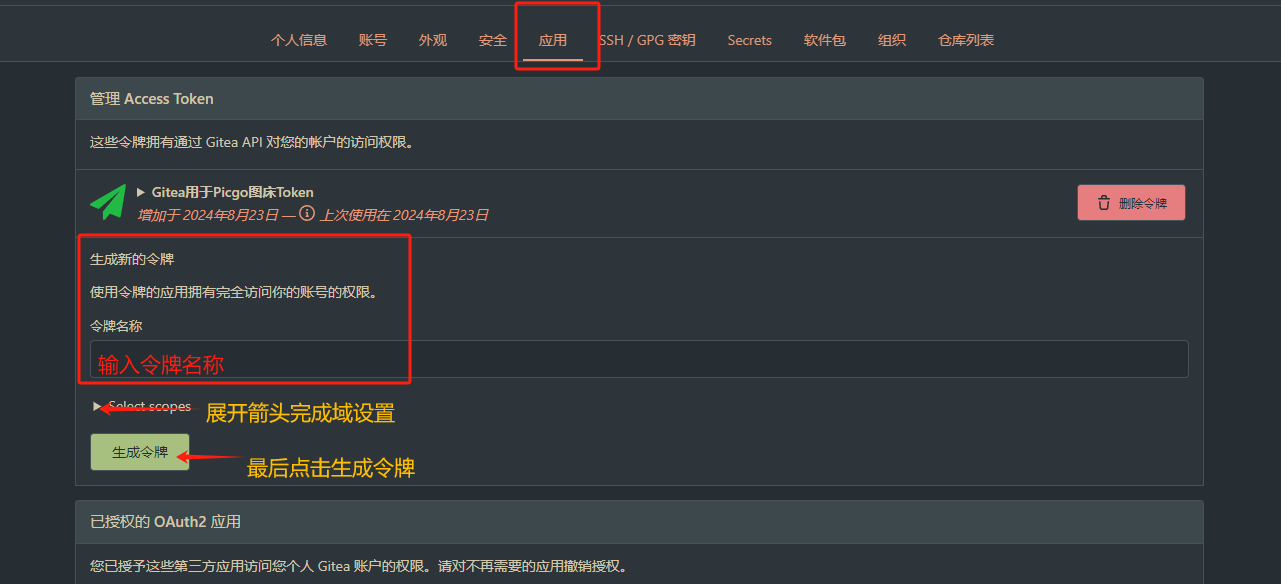 个人信息 账号 外观 安全 应用 SSH / GPG 密钥 Secrets 软件包 组织 仓库列表
管理 Access Token
这些令牌拥有通过 Gitea API 对您的帐户的访问权限。
Gitea用于Picgo图床Token
增加于 2024年8月23日 — 上次使用在 2024年8月23日
删除令牌
生成新的令牌
使用令牌的应用拥有完全访问你的账号的权限。
令牌名称
输入令牌名称
Select scopes 展开箭头完成域设置
生成令牌
最后点击生成令牌
已授权的 OAuth2 应用
您已授予这些第三方应用访问您个人 Gitea 账户的权限。请对不再需要的应用撤销授权。